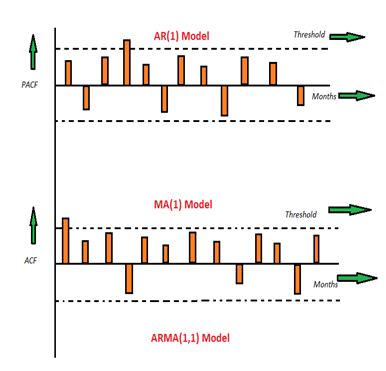 AR(1) Model
Threshold
PACF
Months
MA(1) Model
Threshold
ACF
Months
ARMA(1,1) Model